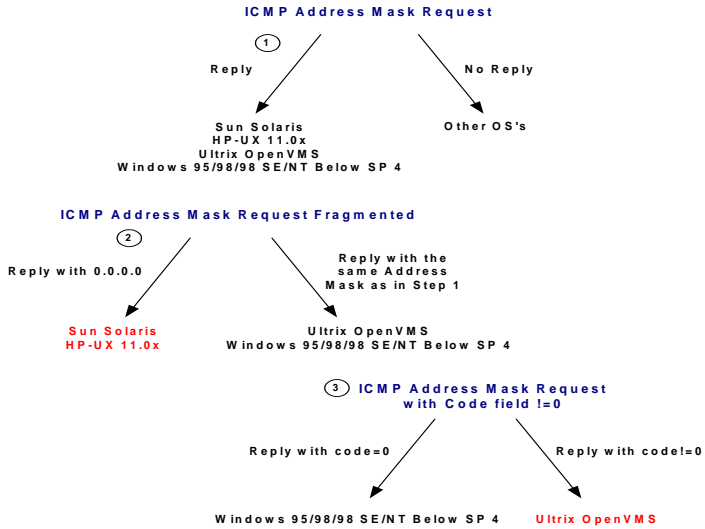 ICMP Address Mask Request
1
Reply
No Reply
Sun Solaris
HP-UX 11.0x
Ultrix OpenVMS
Windows 95/98/98 SE/NT Below SP 4
Other OS's
ICMP Address Mask Request Fragmented
2
Reply with 0.0.0.0
Reply with the
same Address
Mask as in Step 1
Sun Solaris
HP-UX 11.0x
Ultrix OpenVMS
Windows 95/98/98 SE/NT Below SP 4
3
ICMP Address Mask Request
with Code field !=0
Reply with code=0
Reply with code!=0
Windows 95/98/98 SE/NT Below SP 4
Ultrix OpenVMS